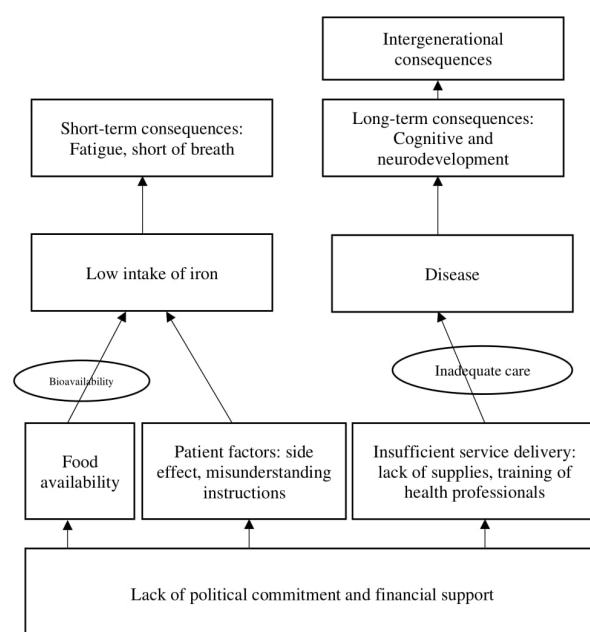 Intergenerational
consequences
Short-term consequences:
Fatigue, short of breath
Long-term consequences:
Cognitive and
neurodevelopment
Low intake of iron
Disease
Bioavailability
Inadequate care
Food
availability
Patient factors: side
effect, misunderstanding
instructions
Insufficient service delivery:
lack of supplies, training of
health professionals
Lack of political commitment and financial support